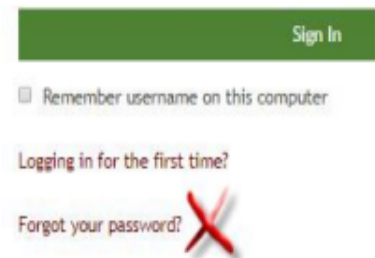 Sign In
Remember username on this computer
Logging in for the first time?
Forgot your password?